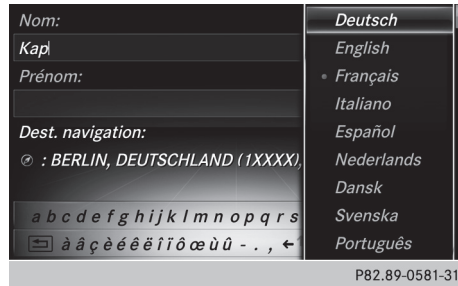 Nom:
Kap
Prénom:
Dest. navigation:
: BERLIN, DEUTSCHLAND (1XXXX),
a b c d e f g h i j k l m n o p q r s
à â ç è é ê ë î ï ô œ ù û - . , ←
Deutsch
English
Français
Italiano
Español
Nederlands
Dansk
Svenska
Português
P82.89-0581-31